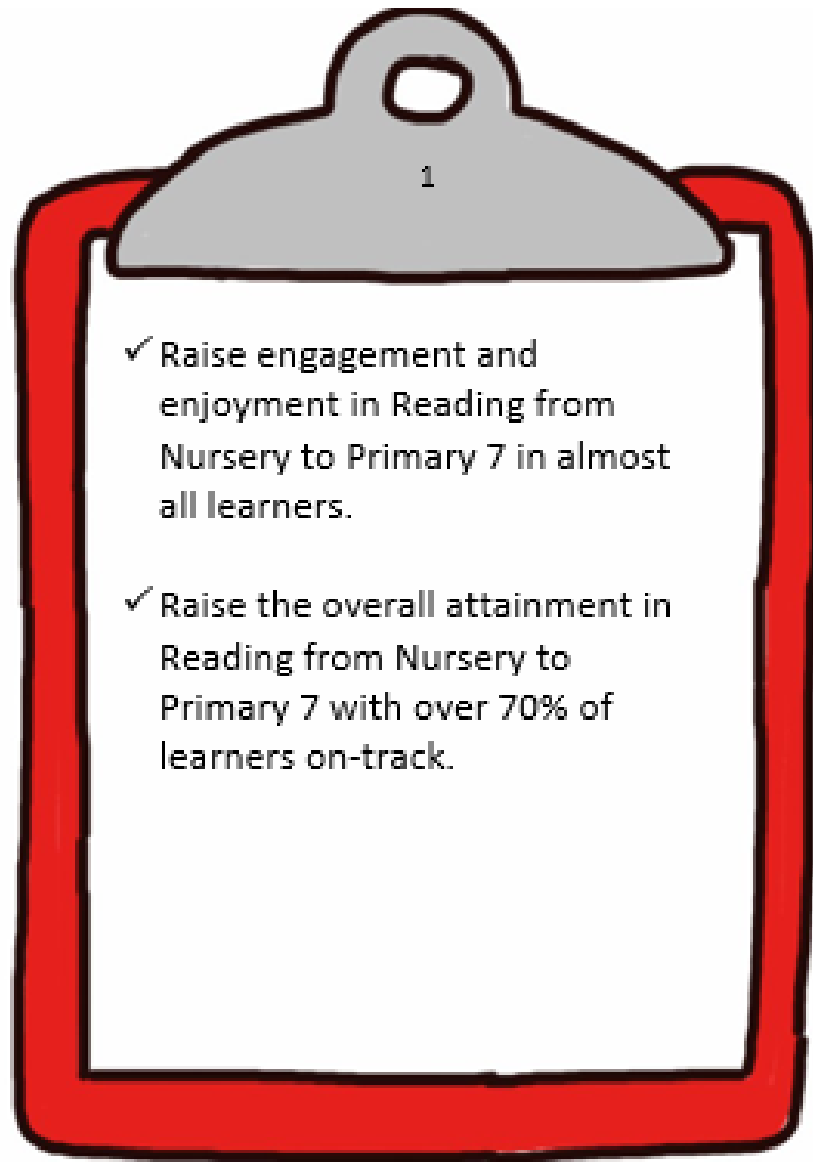 1
✓ Raise engagement and
enjoyment in Reading from
Nursery to Primary 7 in almost
all learners.
✓ Raise the overall attainment in
Reading from Nursery to
Primary 7 with over 70% of
learners on-track.